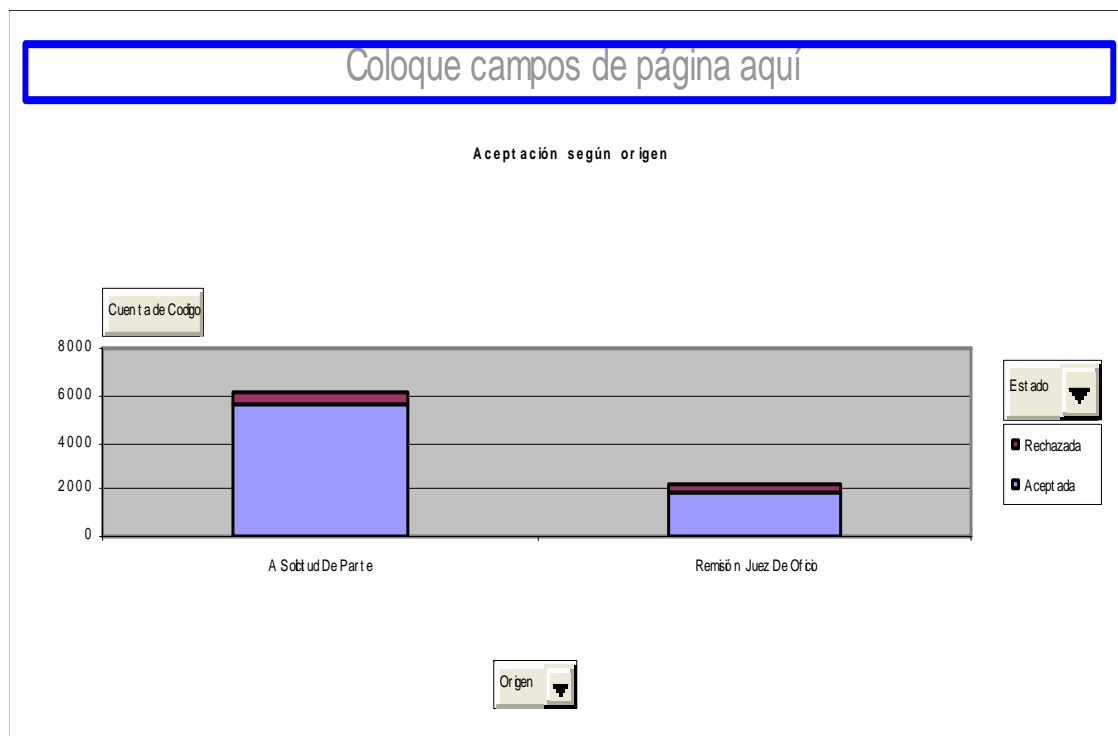 Coloque campos de página aquí
Aceptación según origen
Cuenta de Codigo
8000
6000
4000
2000
0
Estado
Rechazada
Aceptada
A Solicitud De Parte
Remisión Juez De Oficio
Origen